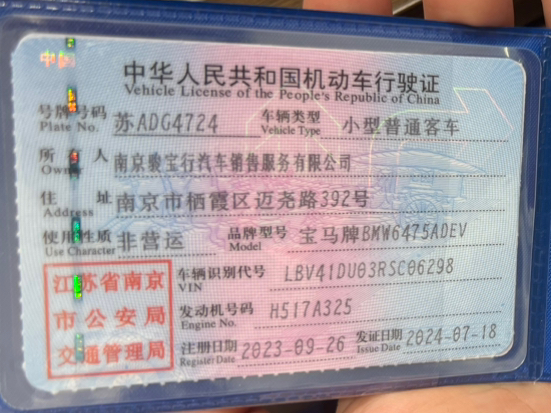 中华人民共和国机动车行驶证
Vehicle License of the People's Republic of China
号牌号码 Plate No. 苏ADG4724 车辆类型 Vehicle Type 小型普通客车
所有人 Owner 南京骏宝行汽车销售服务有限公司
住址 Address 南京市栖霞区迈尧路392号
使用性质 Use Character 非营运 品牌型号 Model 宝马牌BMW6475ADEV
车辆识别代号 VIN LBV41DU03RSC06298
发动机号码 Engine No. H517A325
注册日期 Register Date 2023-09-26 发证日期 Issue Date 2024-07-18
江苏省南京
市公安局
交通管理局